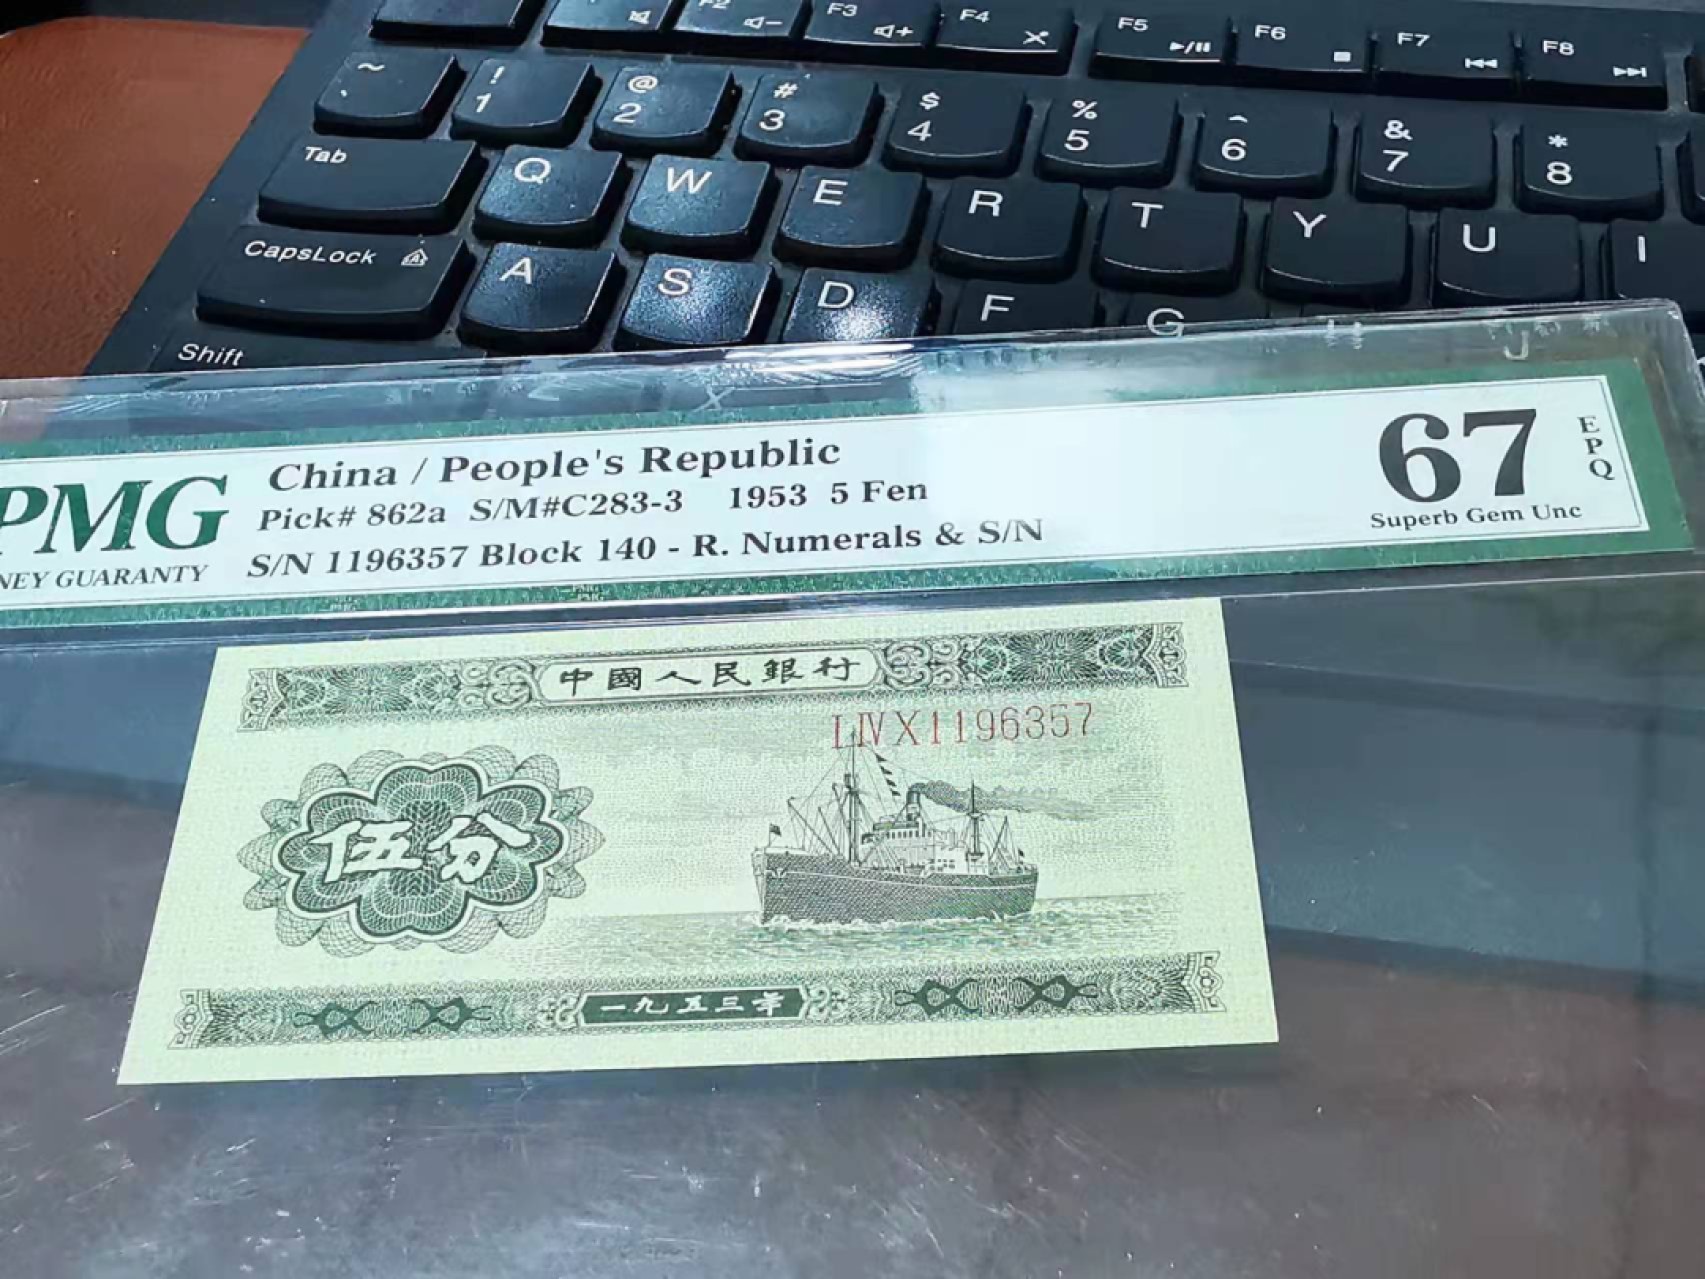 F2
F3
F4
F5
F6
F7
F8
~
`
!
1
@
2
#
3
$
4
%
5
^
6
&
7
*
8
Tab
Q
W
E
R
T
Y
U
I
CapsLock
A
S
D
F
G
H
J
Shift
PMG
China / People's Republic
Pick# 862a S/M#C283-3 1953 5 Fen
S/N 1196357 Block 140 - R. Numerals & S/N
NEY GUARANTY
67
EPQ
Superb Gem Unc
中國人民銀行
I IV X 1196357
伍分
一九五三年